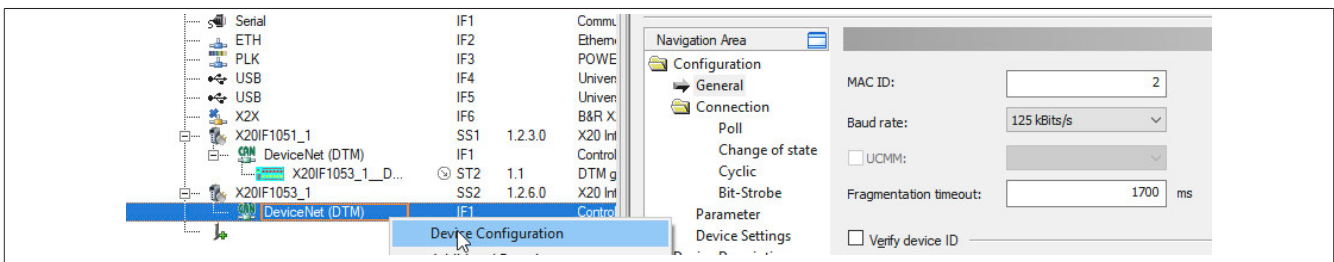 Serial IF1 Commu
ETH IF2 Etherne
PLK IF3 POWE
USB IF4 Univers
USB IF5 Univers
X2X IF6 B&R X
X20IF1051_1 SS1 1.2.3.0 X20 Int
DeviceNet (DTM) IF1 Control
X20IF1053_1__D... ST2 1.1 DTM g
X20IF1053_1 SS2 1.2.6.0 X20 Int
DeviceNet (DTM) IF1 Control
Device Configuration
Navigation Area
Configuration
General
Connection
Poll
Change of state
Cyclic
Bit-Strobe
Parameter
Device Settings
MAC ID: 2
Baud rate: 125 kBits/s
UCMM:
Fragmentation timeout: 1700 ms
Verify device ID